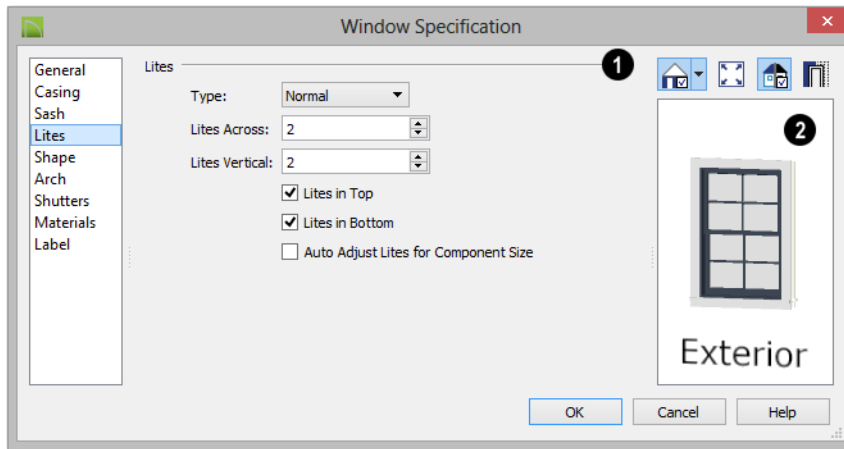 Window Specification
General
Casing
Sash
Lites
Shape
Arch
Shutters
Materials
Label
Lites
1
Type: Normal
Lites Across: 2
Lites Vertical: 2
Lites in Top
Lites in Bottom
Auto Adjust Lites for Component Size
2
Exterior
OK Cancel Help